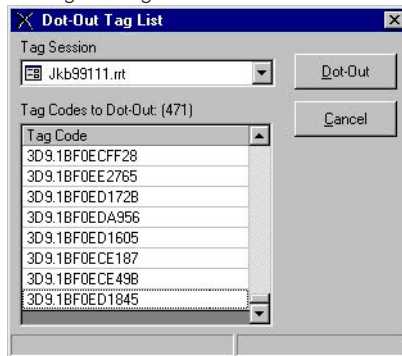 Dot-Out Tag List
Tag Session
Jkb99111.rrt
Dot-Out
Tag Codes to Dot-Out: (471)
Cancel
Tag Code
3D9.1BF0ECFF28
3D9.1BF0EE2765
3D9.1BF0ED172B
3D9.1BF0EDA956
3D9.1BF0ED1605
3D9.1BF0ECE187
3D9.1BF0ECE49B
3D9.1BF0ED1845